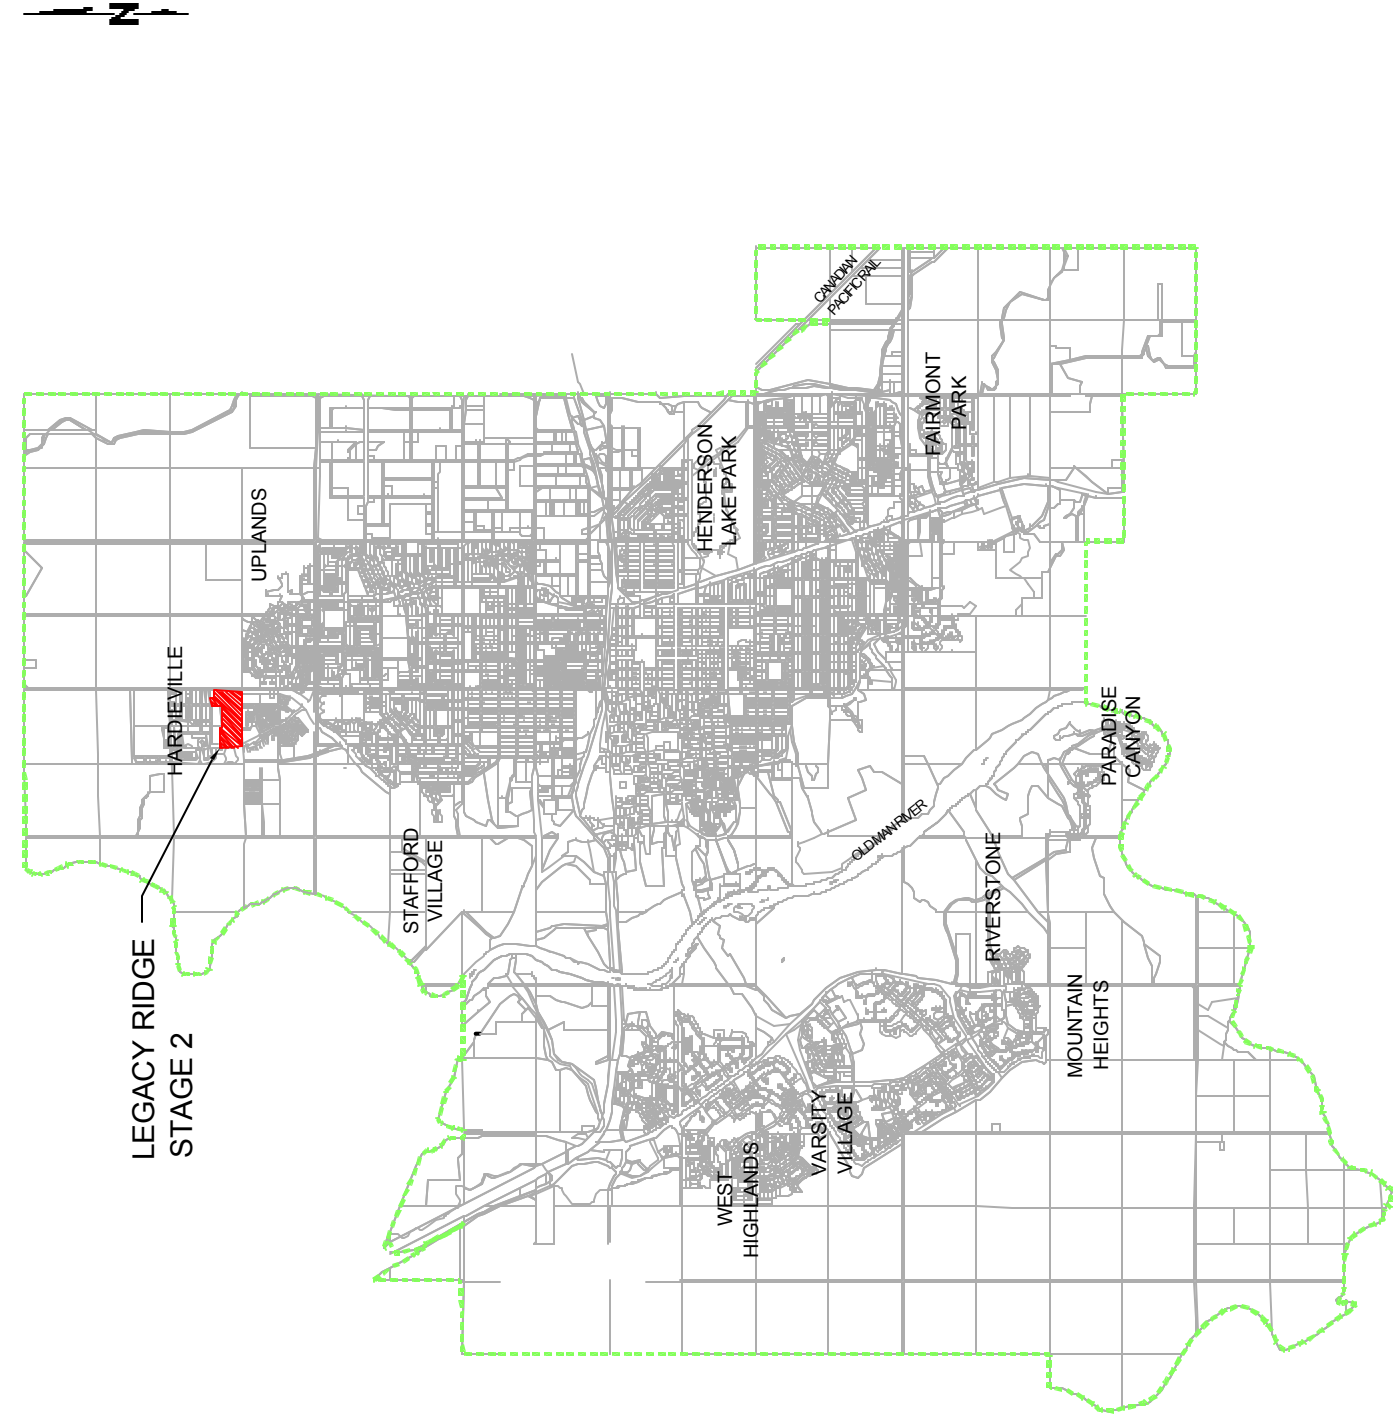 N
HARDIEVILLE
UPLANDS
LEGACY RIDGE
STAGE 2
STAFFORD
VILLAGE
HENDERSON
LAKE PARK
CANADIAN
PACIFIC RAIL
FAIRMONT
PARK
OLDMAN RIVER
PARADISE
CANYON
RIVERSTONE
MOUNTAIN
HEIGHTS
VARSITY
VILLAGE
WEST
HIGHLANDS